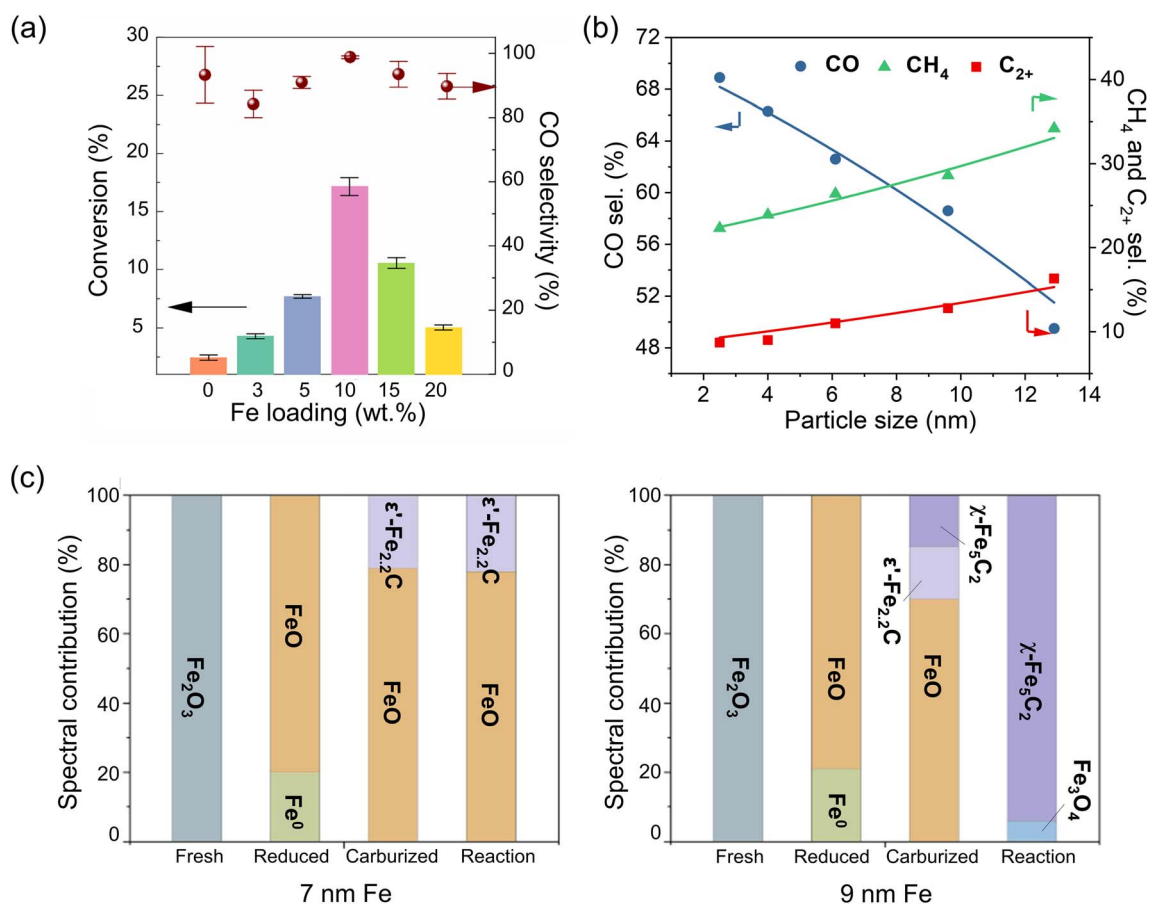 (a)
30
25
20
15
10
5
Conversion (%)
100
80
60
40
20
0
CO selectivity (%)
0 3 5 10 15 20
Fe loading (wt.%)
(b)
72
68
64
60
56
52
48
CO sel. (%)
CO CH₄ C₂₊
40
30
20
10
CH₄ and C₂₊ sel. (%)
2 4 6 8 10 12 14
Particle size (nm)
(c)
100
80
60
40
20
0
Spectral contribution (%)
Fe₂O₃
FeO
Fe⁰
ε'-Fe₂.₂C
FeO
ε'-Fe₂.₂C
FeO
Fresh Reduced Carburized Reaction
7 nm Fe
100
80
60
40
20
0
Spectral contribution (%)
Fe₂O₃
FeO
Fe⁰
χ-Fe₅C₂
ε'-Fe₂.₂C
FeO
χ-Fe₅C₂
Fe₃O₄
Fresh Reduced Carburized Reaction
9 nm Fe